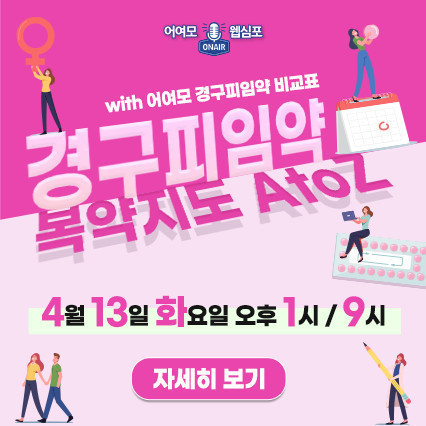 어여모 웹심포
ONAIR
with 어여모 경구피임약 비교표
경구피임약
복약지도 AtoZ
4월 13일 화요일 오후 1시 / 9시
자세히 보기